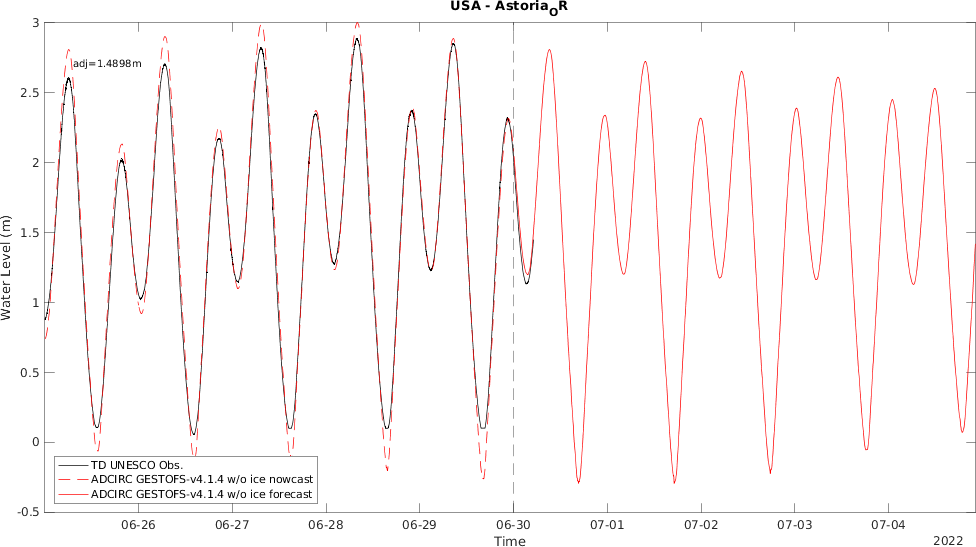 USA - Astoria_OR
3
2.5
2
1.5
1
0.5
0
-0.5
Water Level (m)
adj=1.4898m
TD UNESCO Obs.
ADCIRC GESTOFS-v4.1.4 w/o ice nowcast
ADCIRC GESTOFS-v4.1.4 w/o ice forecast
06-26 06-27 06-28 06-29 06-30 07-01 07-02 07-03 07-04
Time
2022